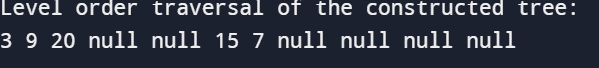 Level order traversal of the constructed tree:
3 9 20 null null 15 7 null null null null